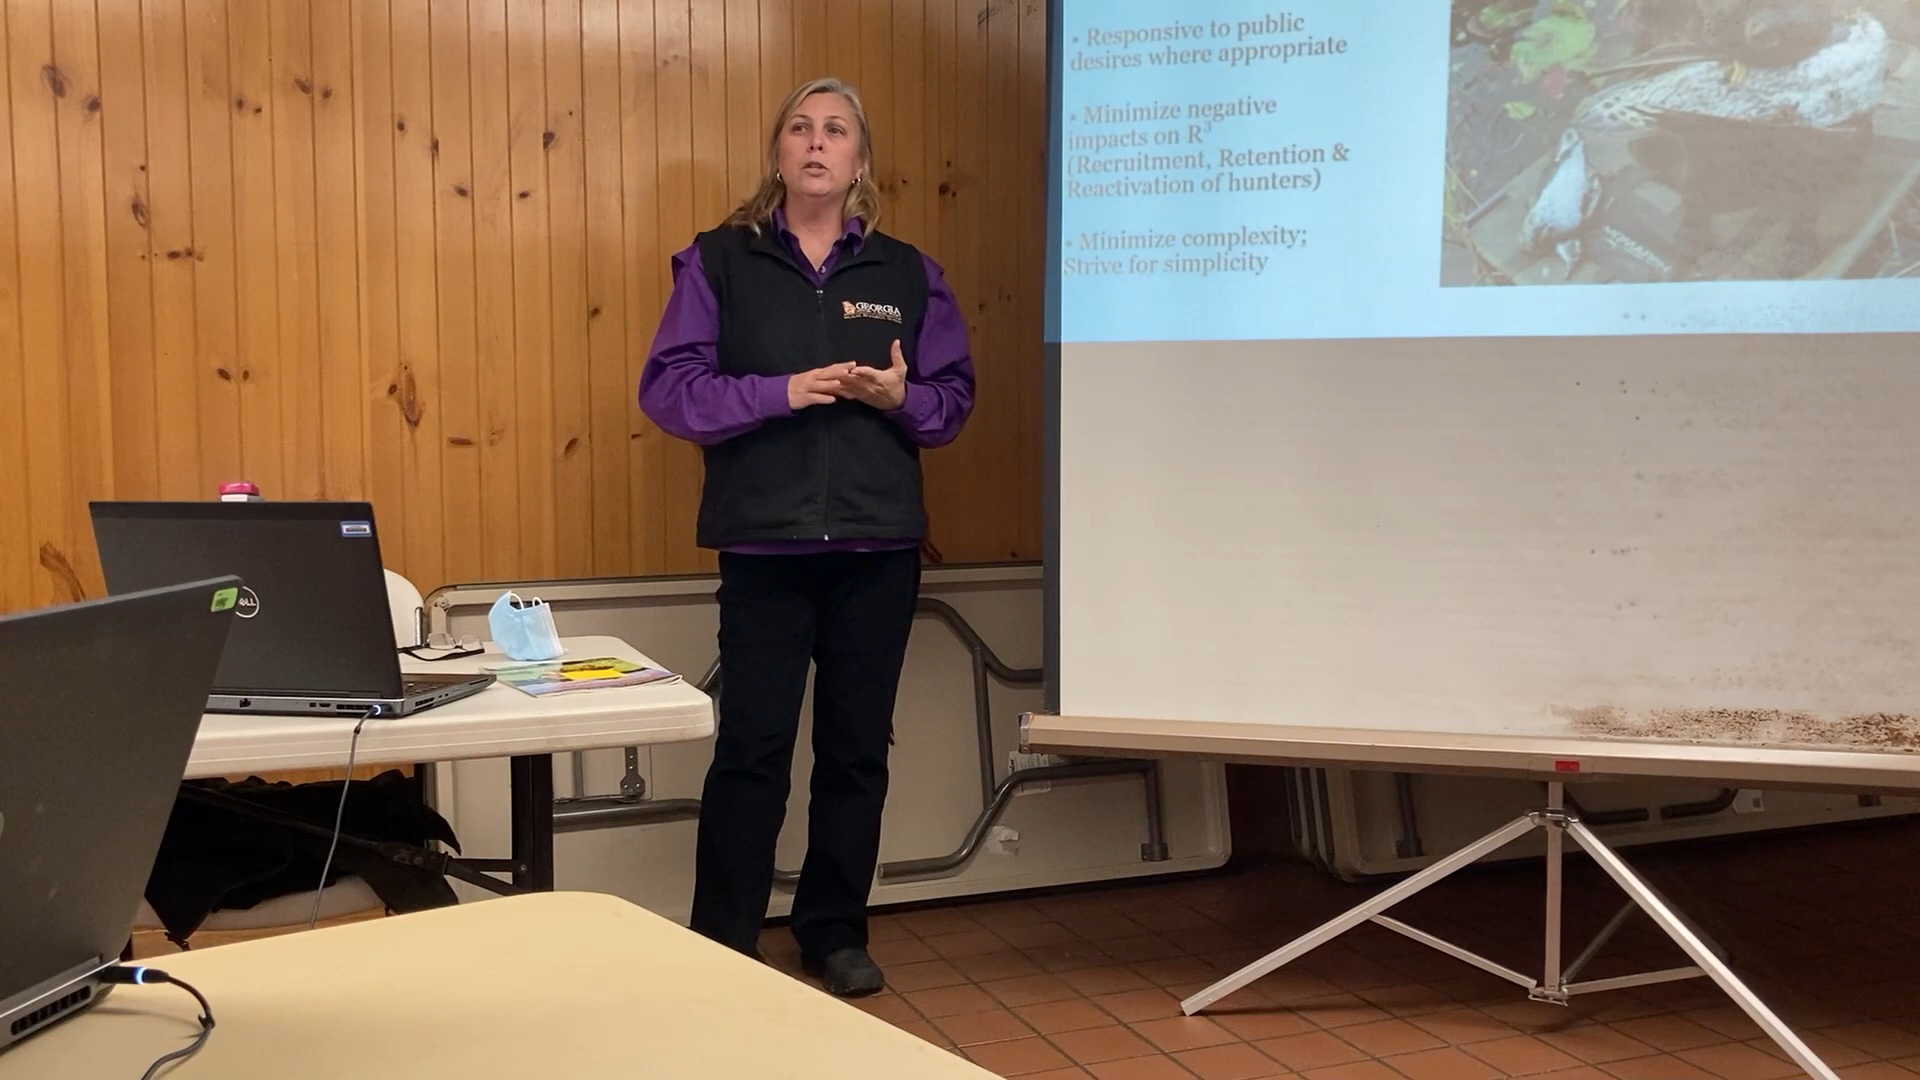 • Responsive to public
desires where appropriate
• Minimize negative
impacts on R³
(Recruitment, Retention &
Reactivation of hunters)
• Minimize complexity;
Strive for simplicity
GEORGIA
DELL